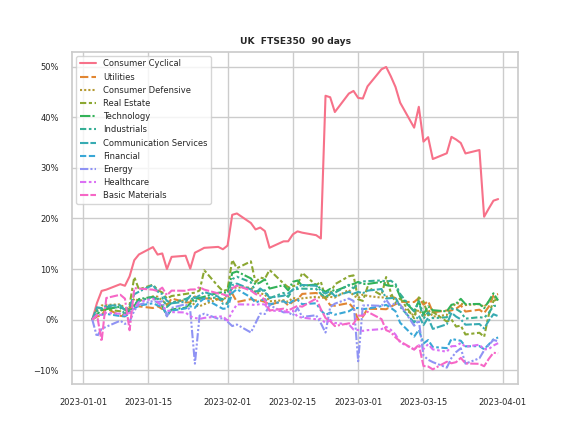 UK FTSE350 90 days
50%
40%
30%
20%
10%
0%
−10%
Consumer Cyclical
Utilities
Consumer Defensive
Real Estate
Technology
Industrials
Communication Services
Financial
Energy
Healthcare
Basic Materials
2023-01-01
2023-01-15
2023-02-01
2023-02-15
2023-03-01
2023-03-15
2023-04-01